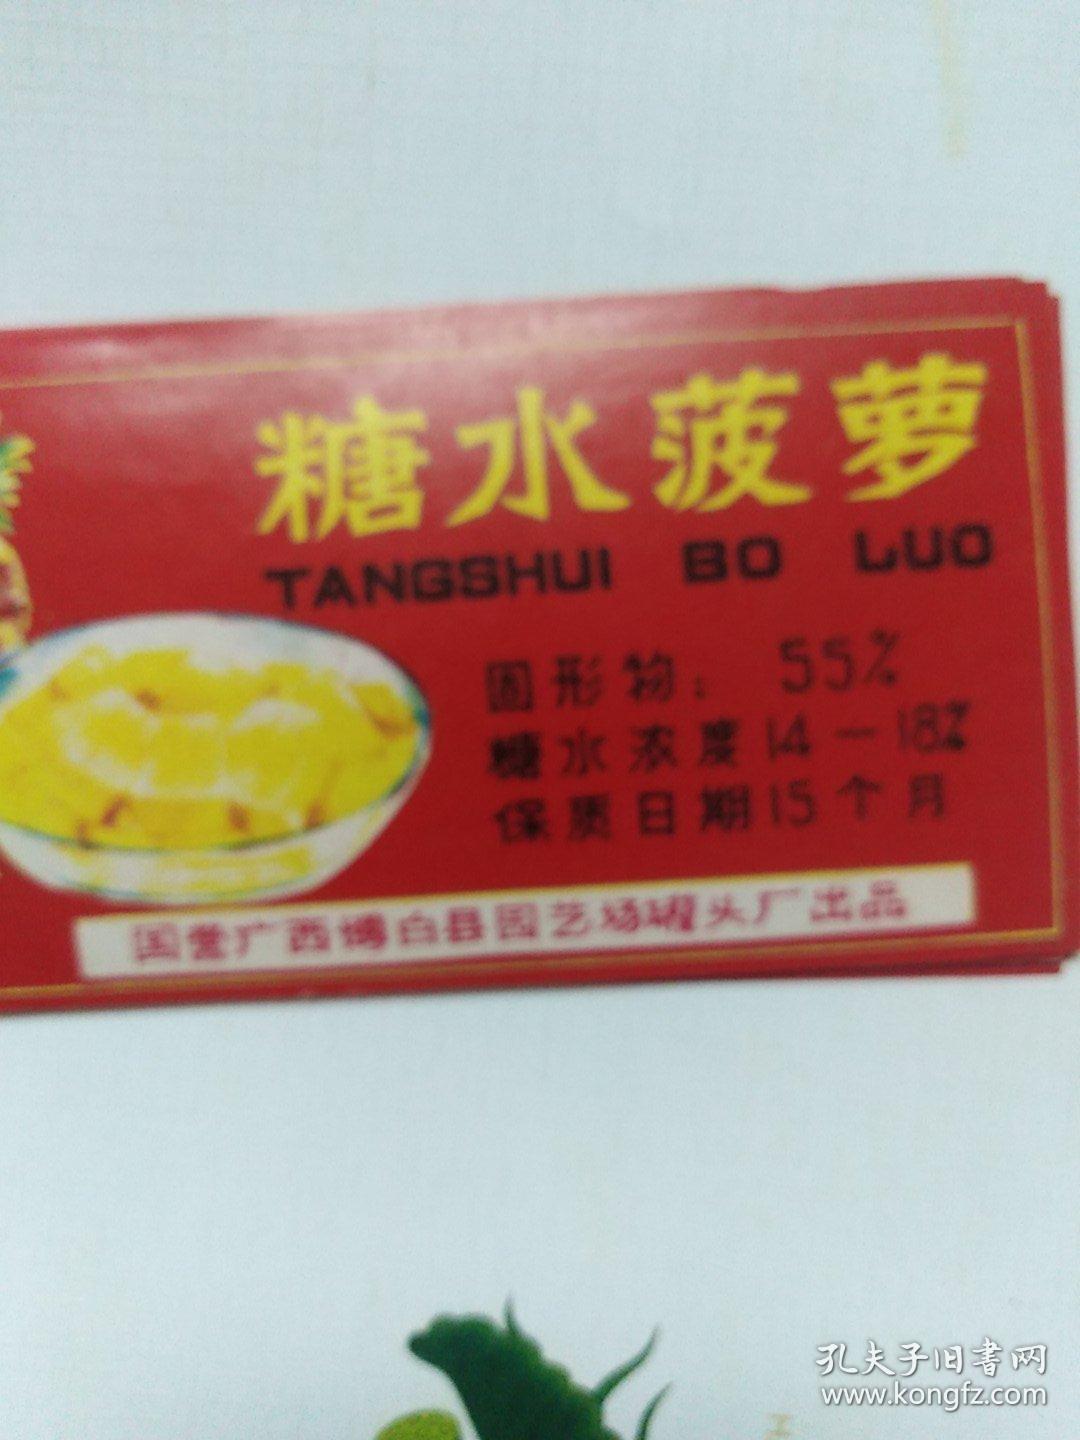 糖水菠萝
TANGSHUI BO LUO
固形物：55%
糖水浓度14—18%
保质日期15个月
国营广西博白县园艺场罐头厂出品
孔夫子旧書网
www.kongfz.com